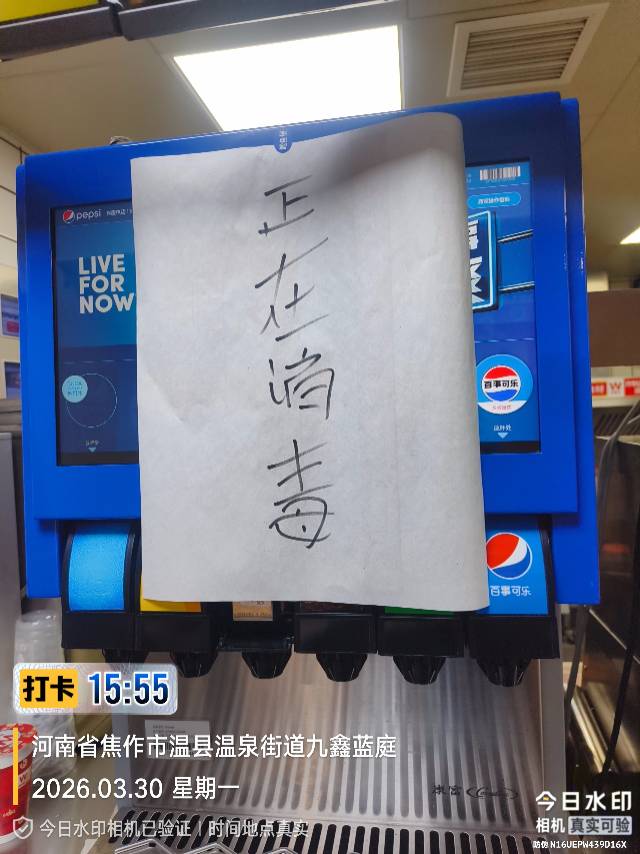 pepsi
LIVE
FOR
NOW
正在消毒
百事可乐
百事可乐
打卡 15:55
河南省焦作市温县温泉街道九鑫蓝庭
2026.03.30 星期一
今日水印相机已验证 | 时间地点真实
今日水印
相机 真实可验
防伪 N16UEPW439D16X